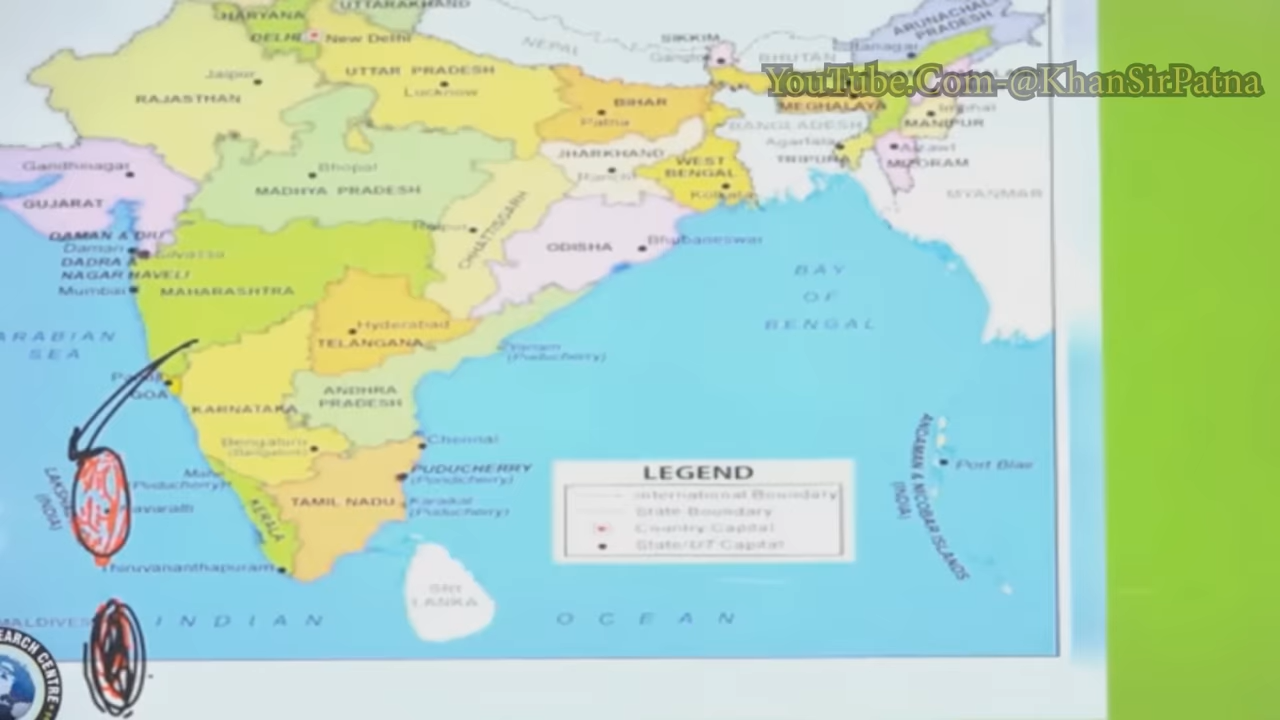 HARYANA
UTTARAKHAND
DELHI
New Delhi
NEPAL
SIKKIM
BHUTAN
ARUNACHAL
PRADESH
Itanagar
YouTube.Com-@KhanSirPatna
Jaipur
RAJASTHAN
UTTAR PRADESH
Lucknow
BIHAR
Patna
MEGHALAYA
Imphal
MANIPUR
BANGLADESH
Agartala
TRIPURA
Aizawl
MIZORAM
MYANMAR
Gandhinagar
GUJARAT
Bhopal
MADHYA PRADESH
JHARKHAND
Ranchi
WEST
BENGAL
Kolkata
CHHATTISGARH
Raipur
ODISHA
Bhubaneswar
DAMAN & DIU
Daman
Silvassa
DADRA &
NAGAR HAVELI
Mumbai
MAHARASHTRA
BAY
OF
BENGAL
ARABIAN
SEA
Hyderabad
TELANGANA
(Puducherry)
GOA
KARNATAKA
ANDHRA
PRADESH
Bengaluru
(Bangalore)
Chennai
PUDUCHERRY
(Pondicherry)
Karaikal
(Puducherry)
Mahe
(Puducherry)
KERALA
TAMIL NADU
(INDIA)
Thiruvananthapuram
SRI
LANKA
MALDIVES
INDIAN OCEAN
ANDAMAN & NICOBAR ISLANDS
(INDIA)
Port Blair
LEGEND
International Boundary
State Boundary
Country Capital
State/UT Capital
EARCH CENTRE